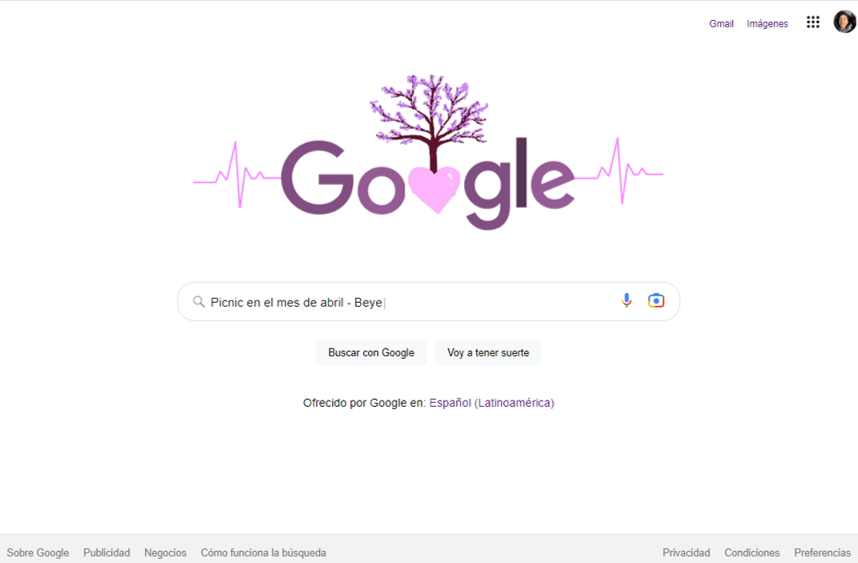 Gmail Imágenes
Google
Picnic en el mes de abril - Beye
Buscar con Google Voy a tener suerte
Ofrecido por Google en: Español (Latinoamérica)
Sobre Google Publicidad Negocios Cómo funciona la búsqueda Privacidad Condiciones Preferencias